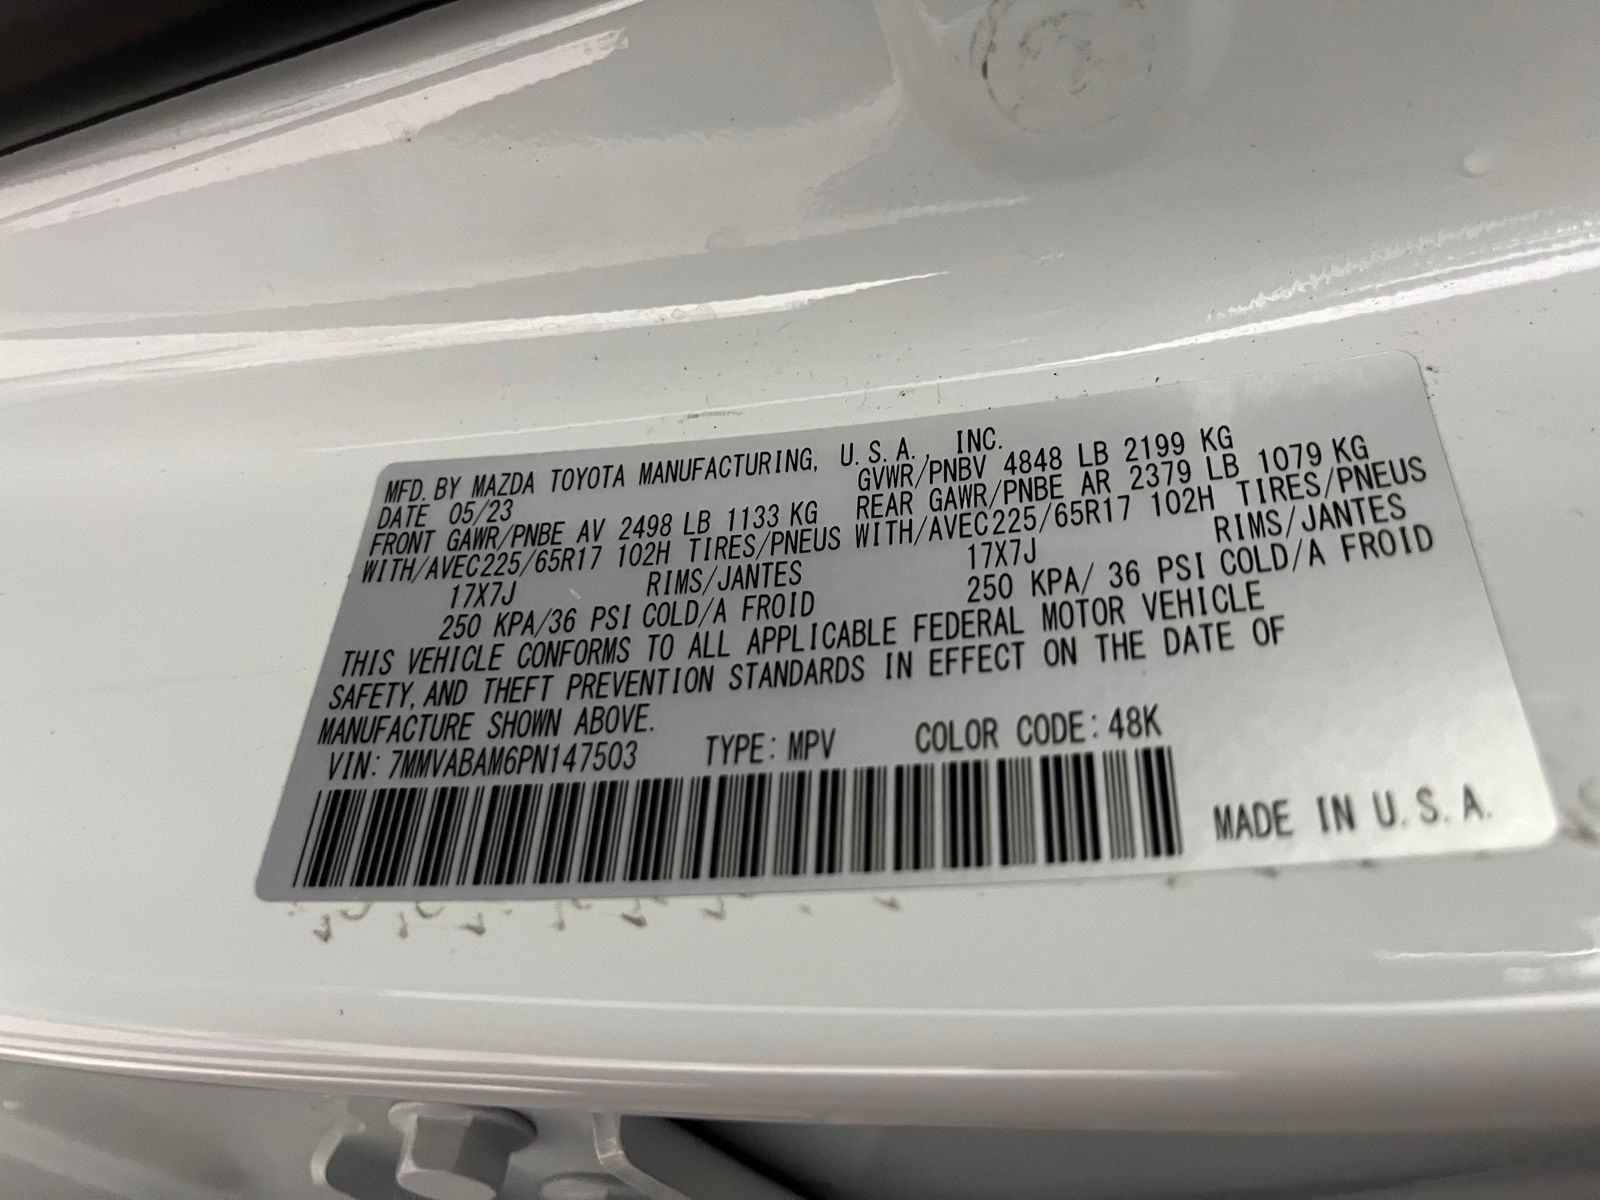 MFD. BY MAZDA TOYOTA MANUFACTURING, U.S.A., INC.
DATE 05/23 GVWR/PNBV 4848 LB 2199 KG
FRONT GAWR/PNBE AV 2498 LB 1133 KG REAR GAWR/PNBE AR 2379 LB 1079 KG
WITH/AVEC225/65R17 102H TIRES/PNEUS WITH/AVEC225/65R17 102H TIRES/PNEUS
17X7J RIMS/JANTES 17X7J RIMS/JANTES
250 KPA/36 PSI COLD/A FROID 250 KPA/ 36 PSI COLD/A FROID
THIS VEHICLE CONFORMS TO ALL APPLICABLE FEDERAL MOTOR VEHICLE
SAFETY, AND THEFT PREVENTION STANDARDS IN EFFECT ON THE DATE OF
MANUFACTURE SHOWN ABOVE.
VIN: 7MMVABAM6PN147503 TYPE: MPV COLOR CODE: 48K
MADE IN U.S.A.